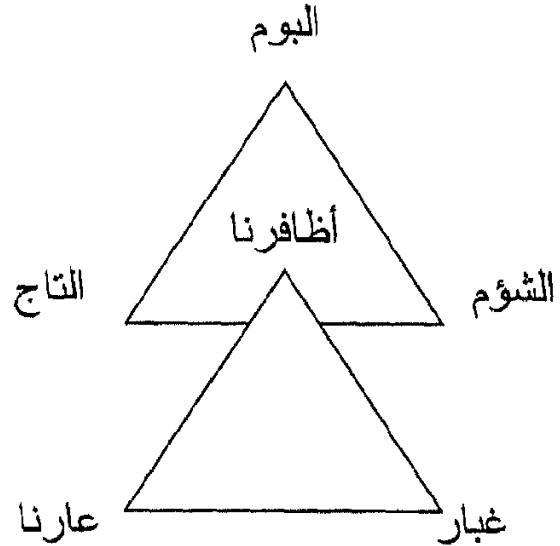 البوم
أظافرنا
الشؤم
التاج
غبار
عارنا